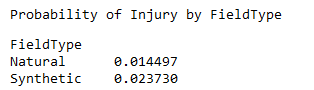 Probability of Injury by FieldType
FieldType
Natural 0.014497
Synthetic 0.023730